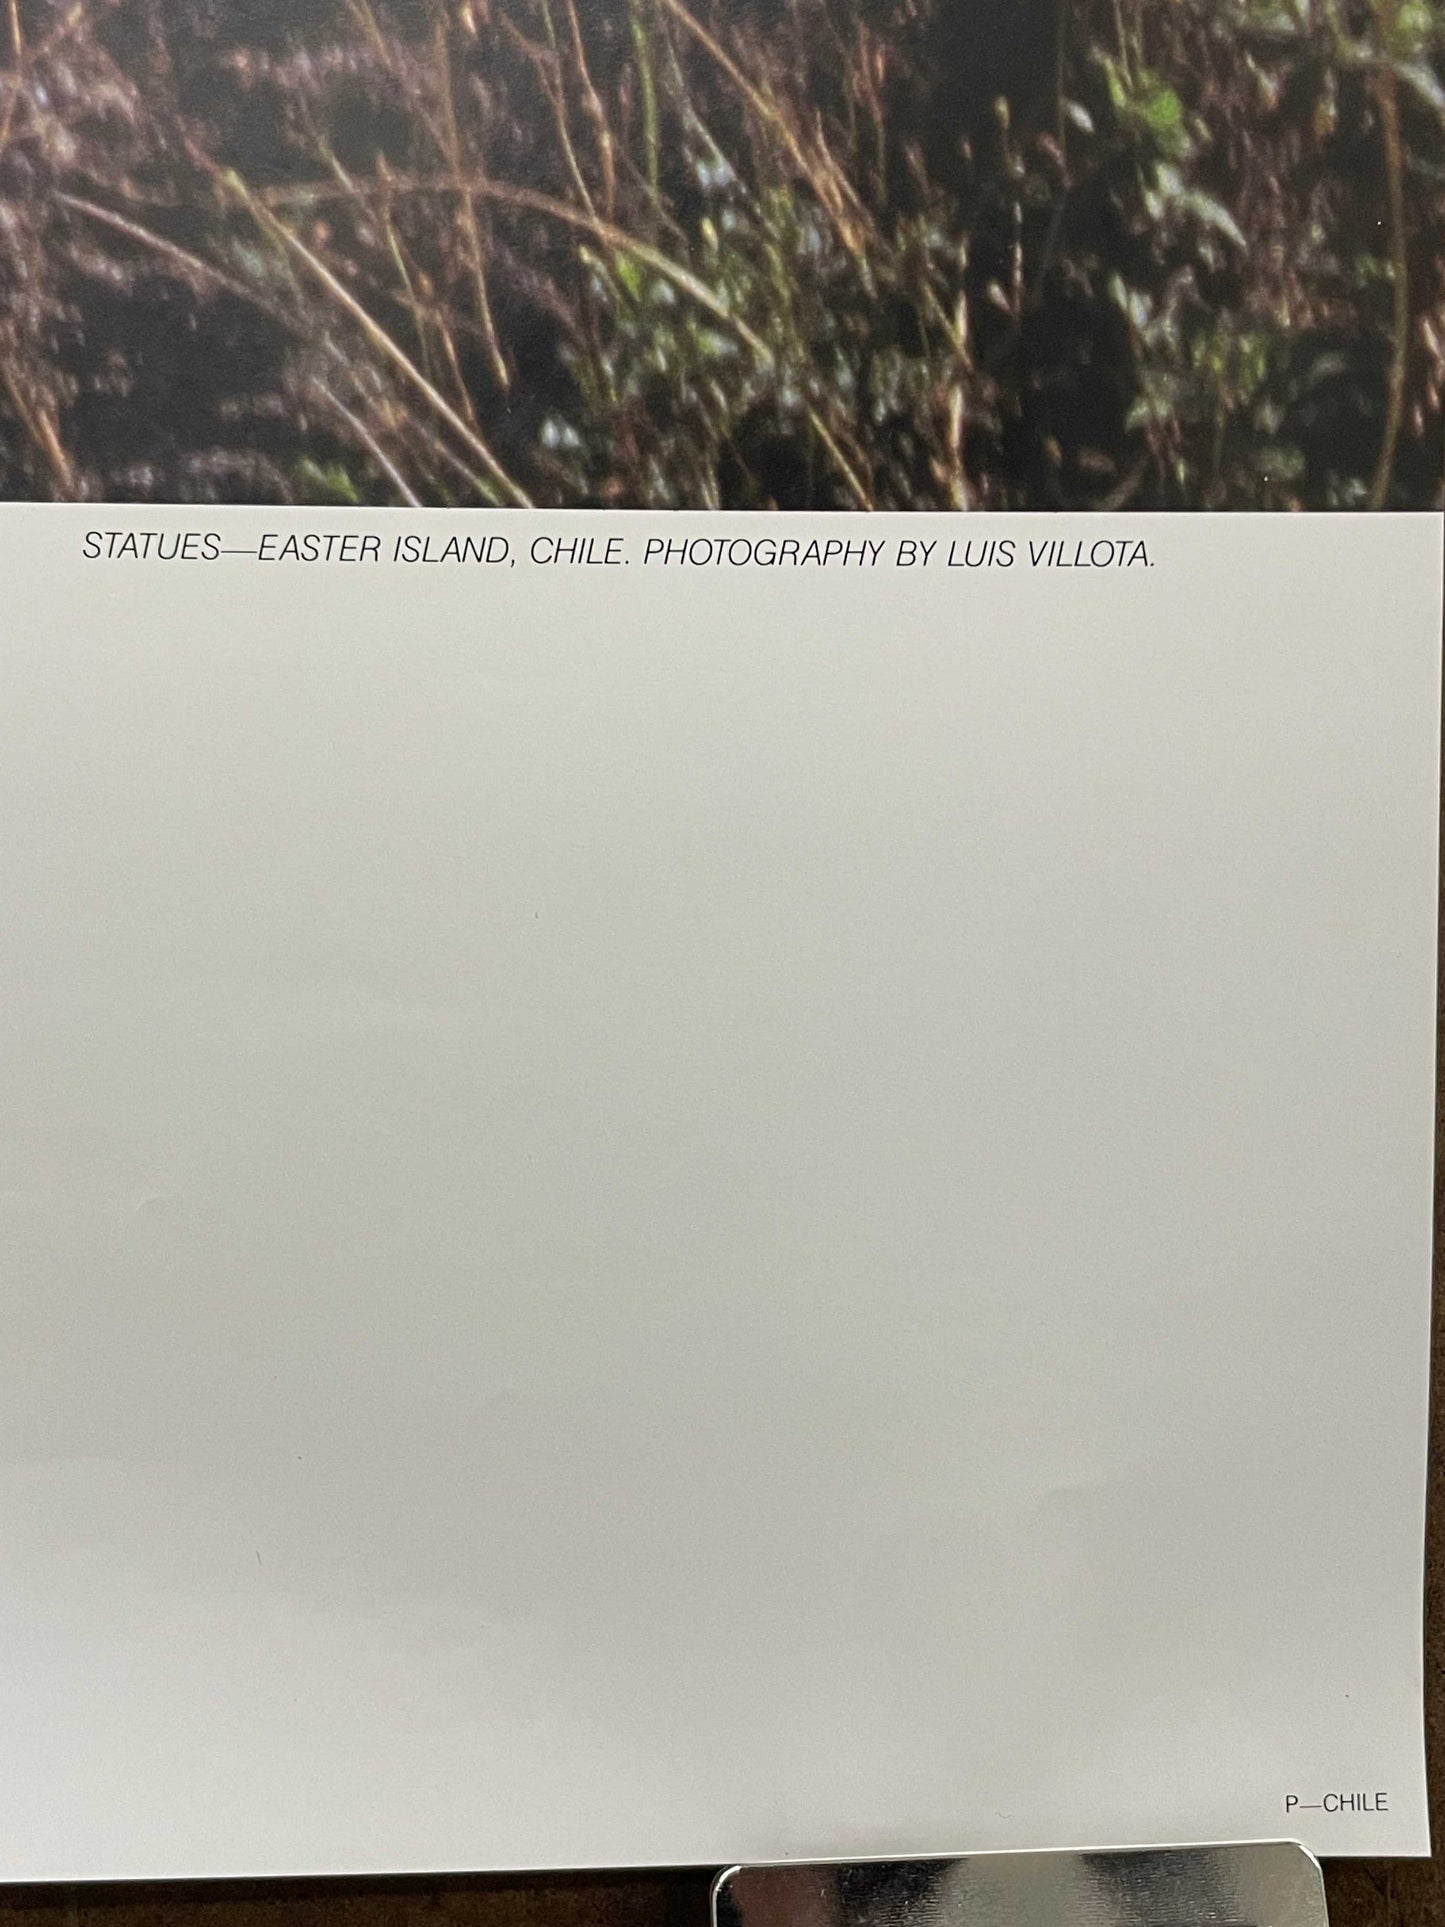 STATUES—EASTER ISLAND, CHILE. PHOTOGRAPHY BY LUIS VILLOTA.
P—CHILE